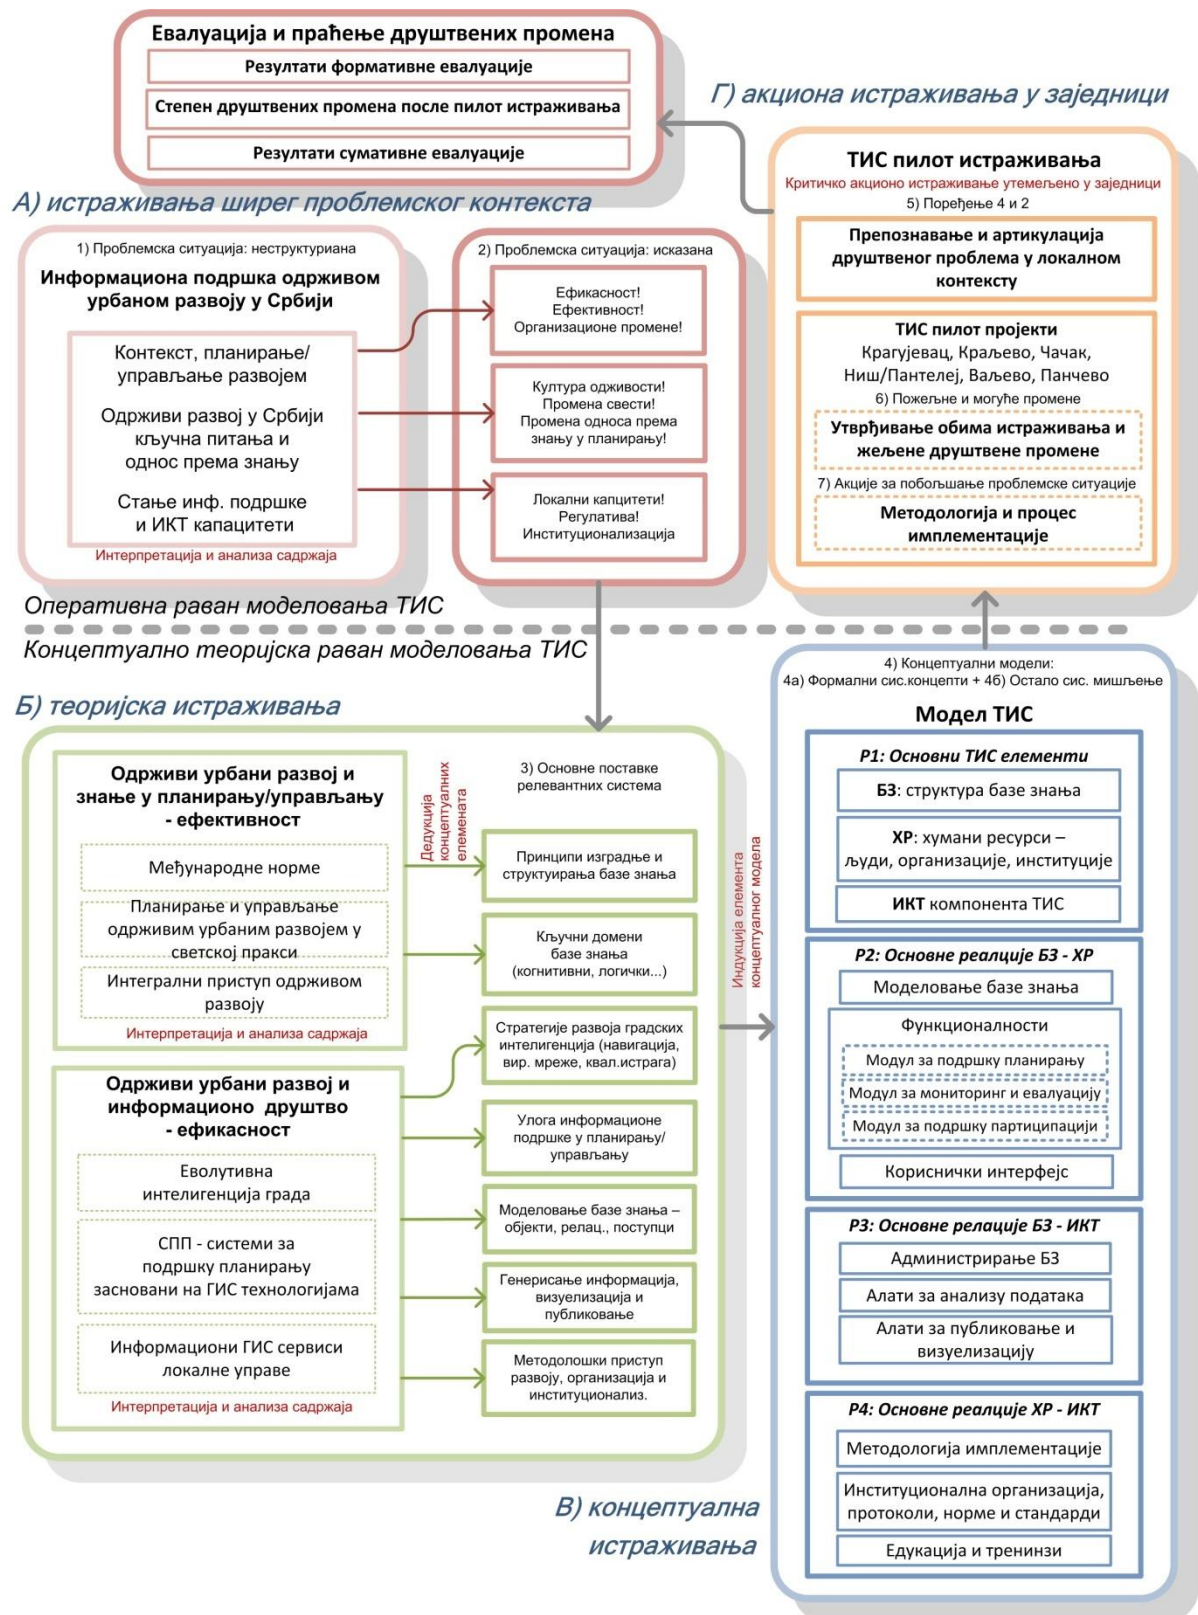 Евалуација и праћење друштвених промена
Резултати формативне евалуације
Степен друштвених промена после пилот истраживања
Резултати сумативне евалуације
Г) акциона истраживања у заједници
ТИС пилот истраживања
Критичко акционо истраживање утемељено у заједници
5) Поређење 4 и 2
Препознавање и артикулација
друштвеног проблема у локалном
контексту
ТИС пилот пројекти
Крагујевац, Краљево, Чачак,
Ниш/Пантелеј, Ваљево, Панчево
6) Пожељне и могуће промене
Утврђивање обима истраживања и
жељене друштвене промене
7) Акције за побољшање проблемске ситуације
Методологија и процес
имплементације
А) истраживања ширег проблемског контекста
1) Проблемска ситуација: неструктуриана
Информациона подршка одрживом
урбаном развоју у Србији
Контекст, планирање/
управљање развојем
Одрживи развој у Србији
кључна питања и
однос према знању
Стање инф. подршке
и ИКТ капацитети
Интерпретација и анализа садржаја
2) Проблемска ситуација: исказана
Ефикасност!
Ефективност!
Организационе промене!
Култура одживости!
Промена свести!
Промена односа према
знању у планирању!
Локални капцитети!
Регулатива!
Институционализација
Оперативна раван моделовања ТИС
Концептуално теоријска раван моделовања ТИС
Б) теоријска истраживања
Одрживи урбани развој и
знање у планирању/управљању
- ефективност
Међународне норме
Планирање и управљање
одрживим урбаним развојем у
светској пракси
Интегрални приступ одрживом
развоју
Интерпретација и анализа садржаја
Одрживи урбани развој и
информационо друштво
- ефикасност
Еволутивна
интелигенција града
СПП - системи за
подршку планирању
засновани на ГИС технологијама
Информациони ГИС сервиси
локалне управе
Интерпретација и анализа садржаја
Дедукција
концептуалних
елемената
3) Основне поставке
релевантних система
Принципи изградње и
структуирања базе знања
Кључни домени
базе знања
(когнитивни, логички...)
Стратегије развоја градских
интелигенција (навигација,
вир. мреже, квал.истрага)
Улога информационе
подршке у планирању/
управљању
Моделовање базе знања –
објекти, релац., поступци
Генерисање информација,
визуелизација и
публиковање
Методолошки приступ
развоју, организација и
институционализ.
Индукција елемента
концептуалног модела
4) Концептуални модели:
4а) Формални сис.концепти + 4б) Остало сис. мишљење
Модел ТИС
Р1: Основни ТИС елементи
БЗ: структура базе знања
ХР: хумани ресурси –
људи, организације, институције
ИКТ компонента ТИС
Р2: Основне реалције БЗ - ХР
Моделовање базе знања
Функционалности
Модул за подршку планирању
Модул за мониторинг и евалуацију
Модул за подршку партиципацији
Кориснички интерфејс
Р3: Основне релације БЗ - ИКТ
Администрирање БЗ
Алати за анализу података
Алати за публиковање и
визуелизацију
Р4: Основне реалције ХР - ИКТ
Методологија имплементације
Институционална организација,
протоколи, норме и стандарди
Едукација и тренинзи
В) концептуална
истраживања